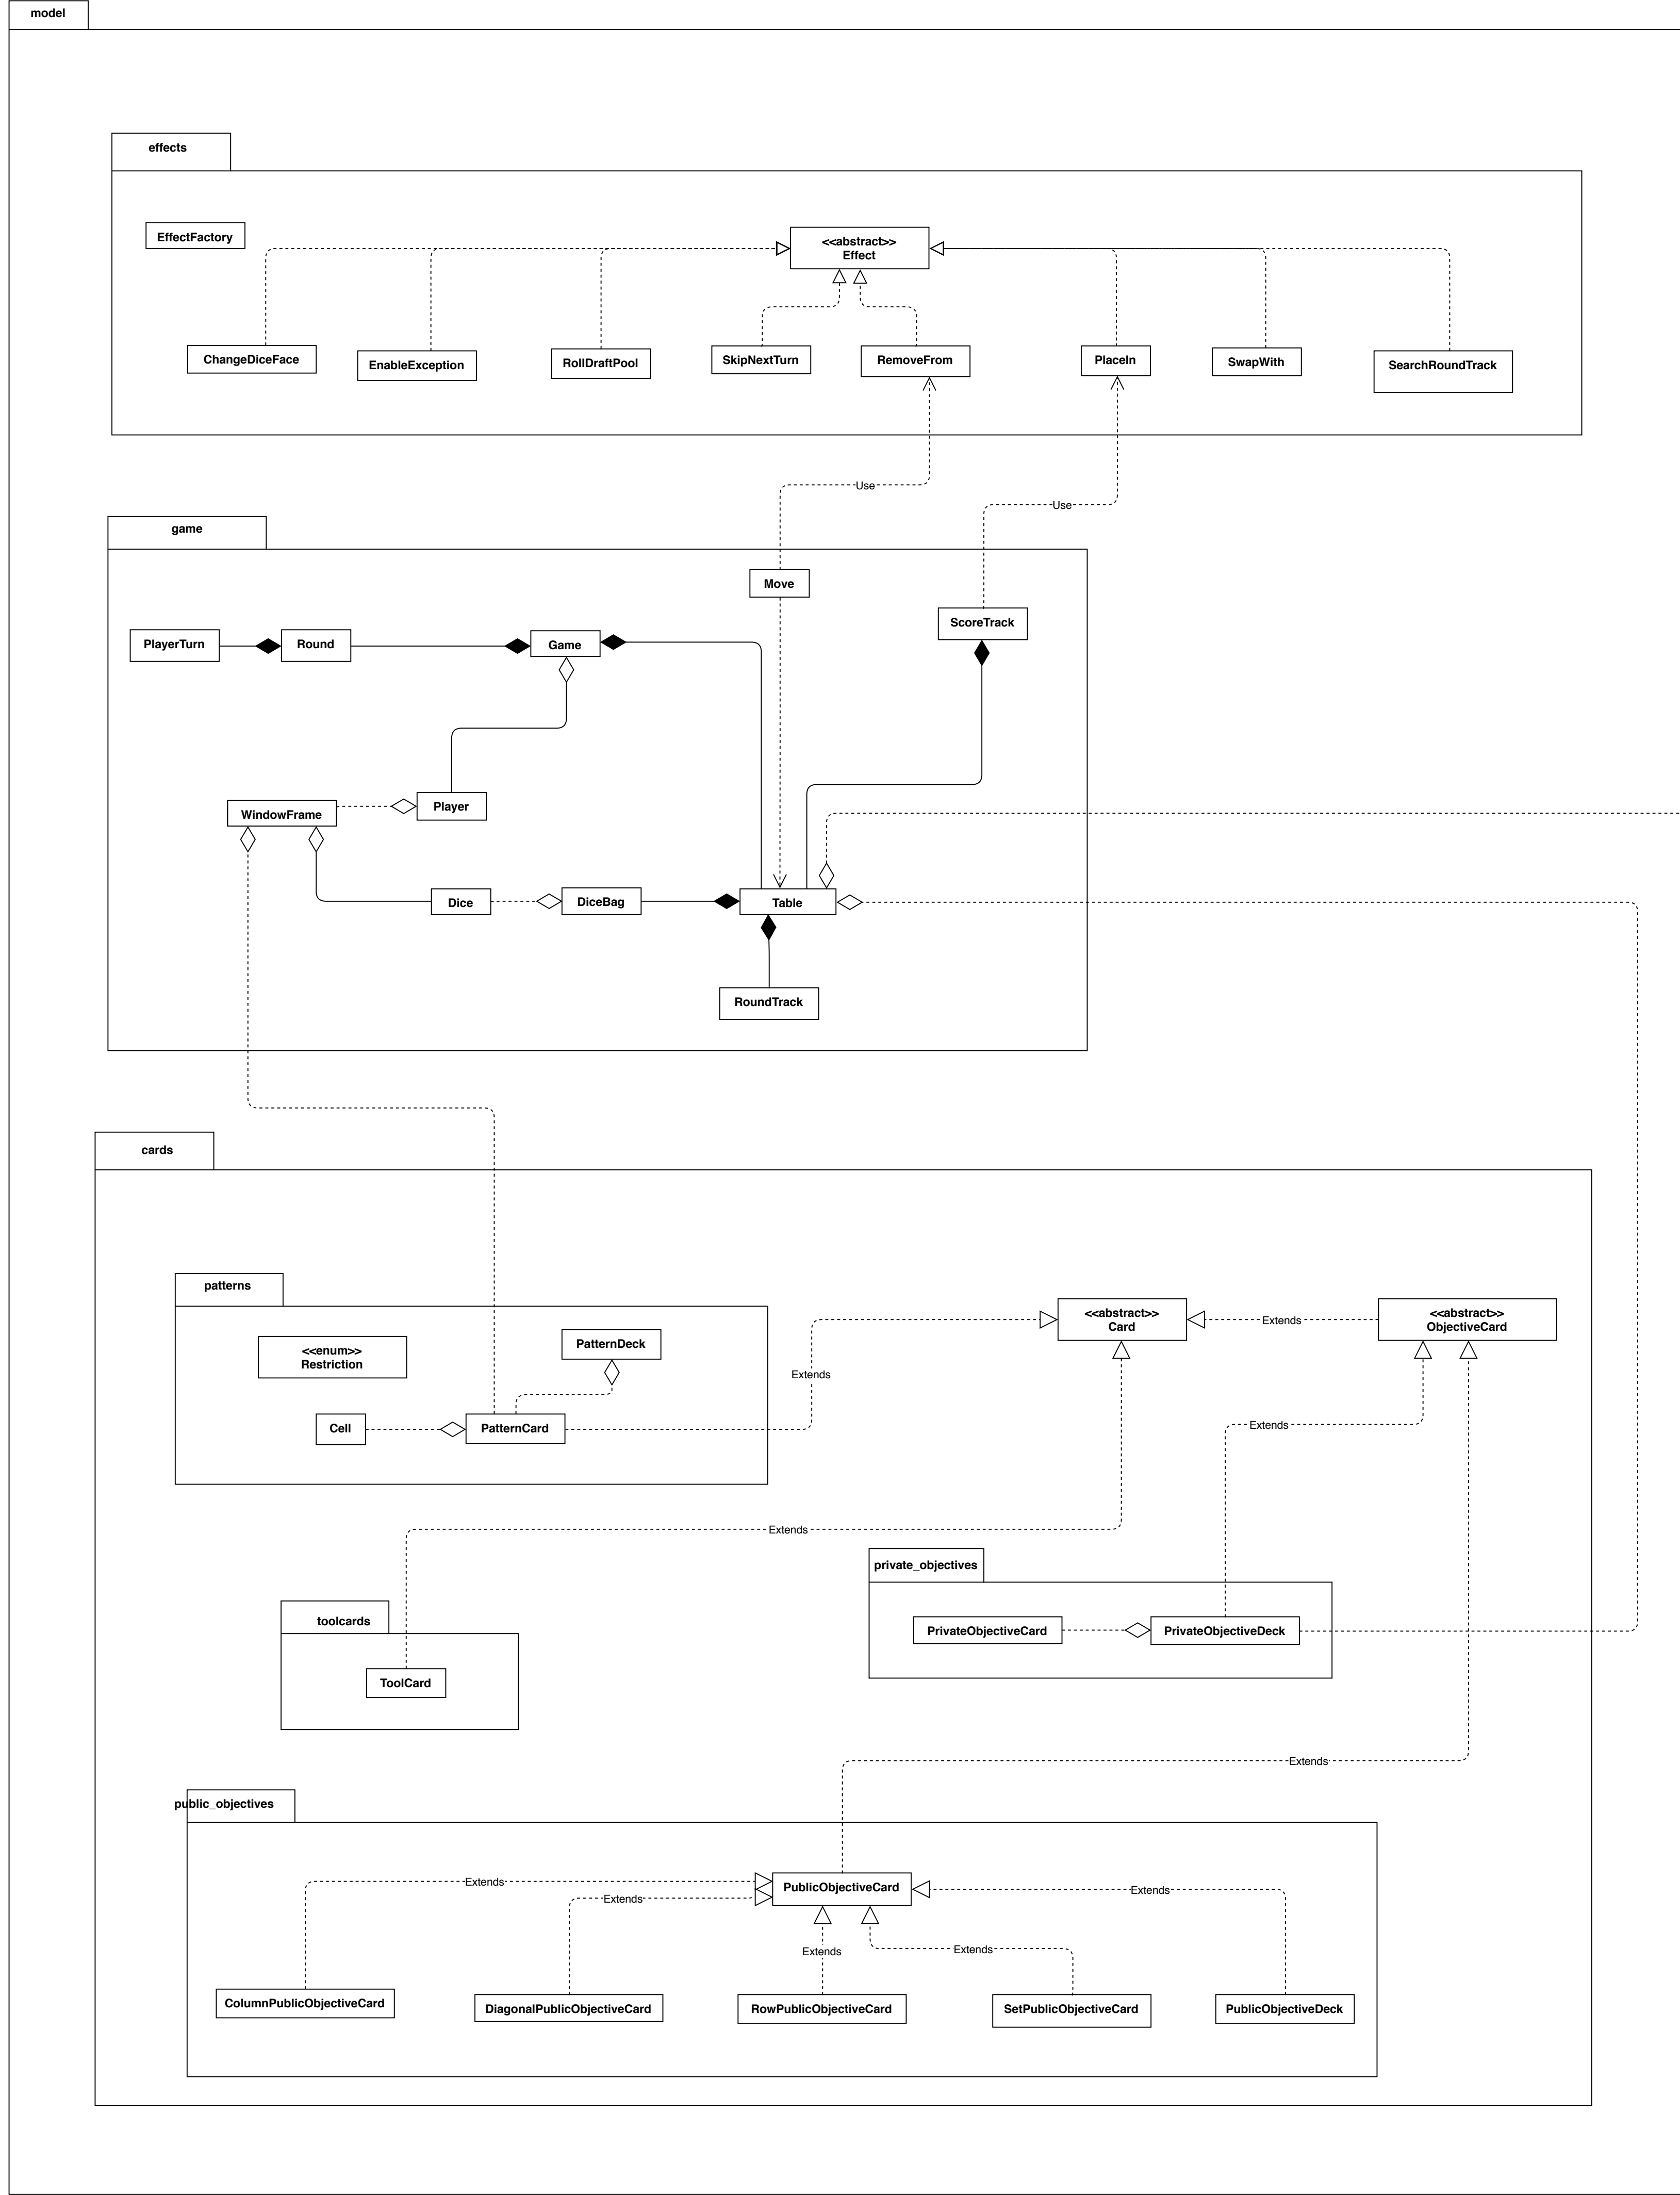 model
effects
EffectFactory
<<abstract>>
Effect
ChangeDiceFace
EnableException
RollDraftPool
SkipNextTurn
RemoveFrom
PlaceIn
SwapWith
SearchRoundTrack
Use
Use
game
Move
ScoreTrack
PlayerTurn
Round
Game
WindowFrame
Player
Dice
DiceBag
Table
RoundTrack
cards
patterns
<<enum>>
Restriction
PatternDeck
Cell
PatternCard
Extends
<<abstract>>
Card
Extends
<<abstract>>
ObjectiveCard
Extends
Extends
private_objectives
PrivateObjectiveCard
PrivateObjectiveDeck
toolcards
ToolCard
Extends
public_objectives
PublicObjectiveCard
Extends
Extends
Extends
Extends
Extends
ColumnPublicObjectiveCard
DiagonalPublicObjectiveCard
RowPublicObjectiveCard
SetPublicObjectiveCard
PublicObjectiveDeck